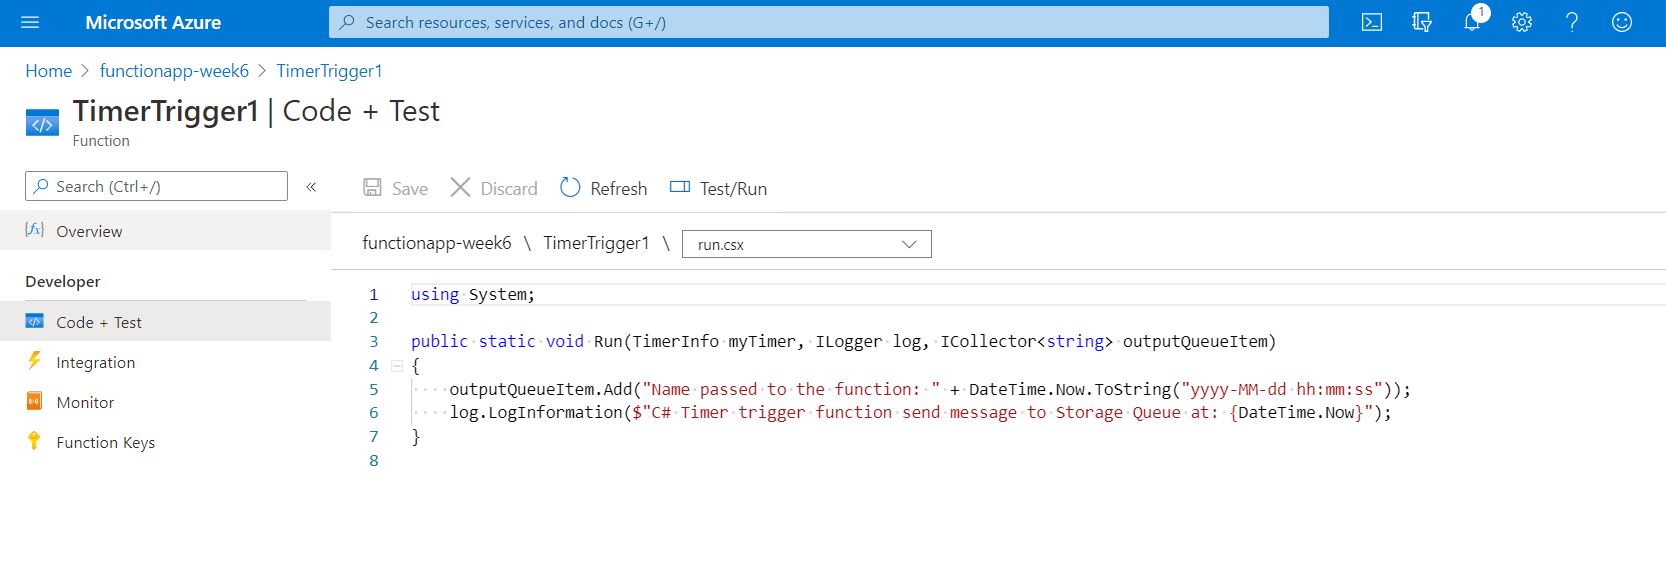 Microsoft Azure
Search resources, services, and docs (G+/)
1
Home > functionapp-week6 > TimerTrigger1
TimerTrigger1 | Code + Test
Function
Search (Ctrl+/)
«
Save
Discard
Refresh
Test/Run
{fx} Overview
functionapp-week6 \ TimerTrigger1 \ run.csx
Developer
Code + Test
Integration
Monitor
Function Keys
1 using System;
2
3 public static void Run(TimerInfo myTimer, ILogger log, ICollector<string> outputQueueItem)
4 {
5     outputQueueItem.Add("Name passed to the function: " + DateTime.Now.ToString("yyyy-MM-dd hh:mm:ss"));
6     log.LogInformation($"C# Timer trigger function send message to Storage Queue at: {DateTime.Now}");
7 }
8